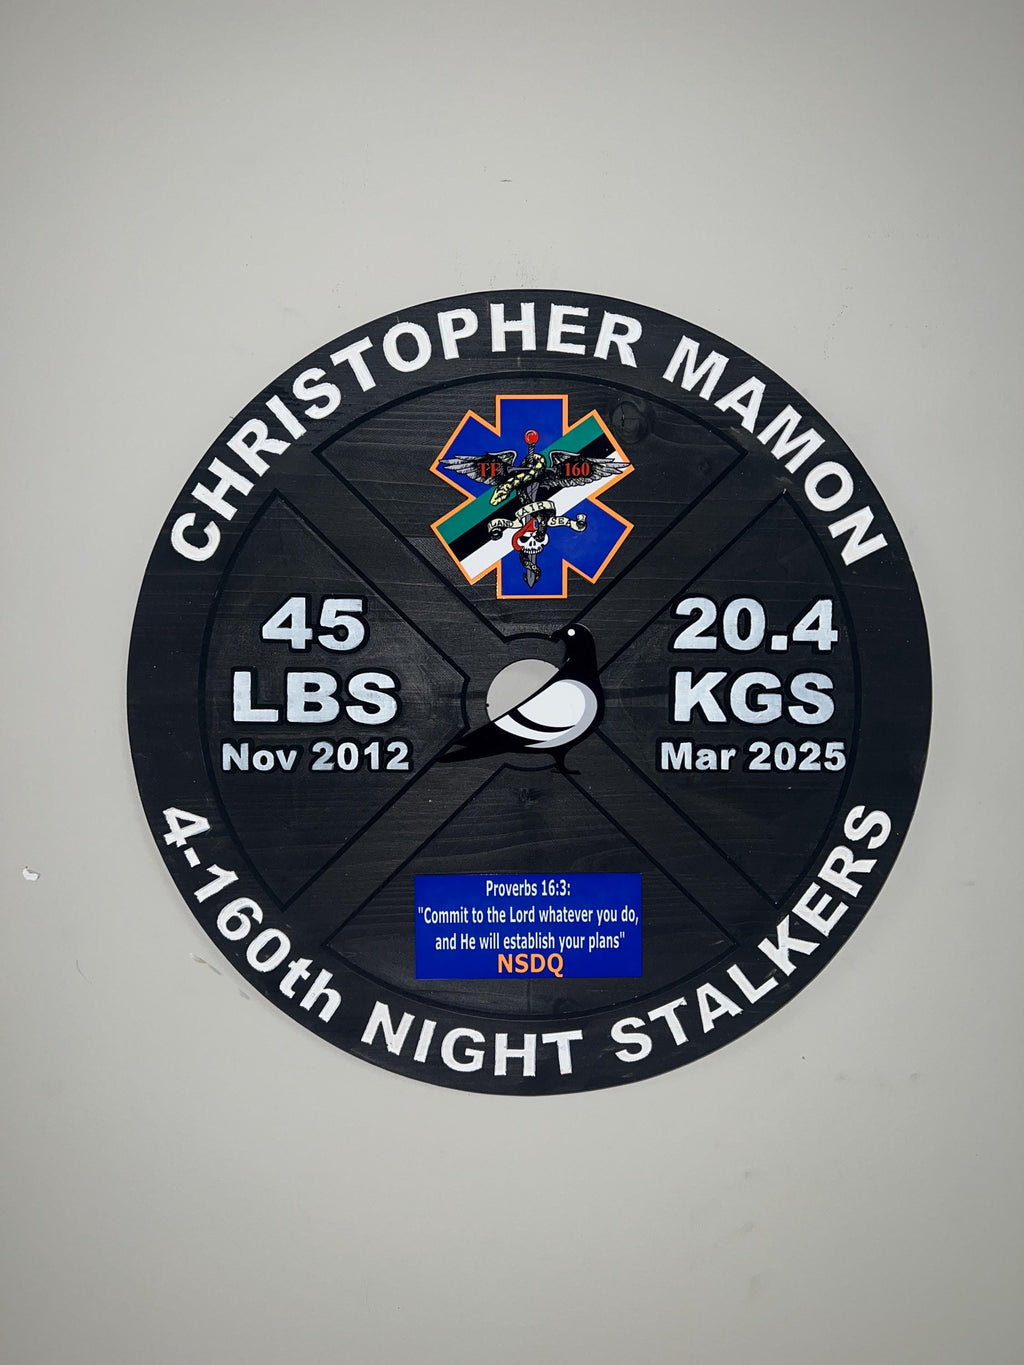 CHRISTOPHER MAMON
TF 160
AIR
LAND SEA
45
LBS
Nov 2012
20.4
KGS
Mar 2025
Proverbs 16:3:
"Commit to the Lord whatever you do,
and He will establish your plans"
NSDQ
4-160th NIGHT STALKERS